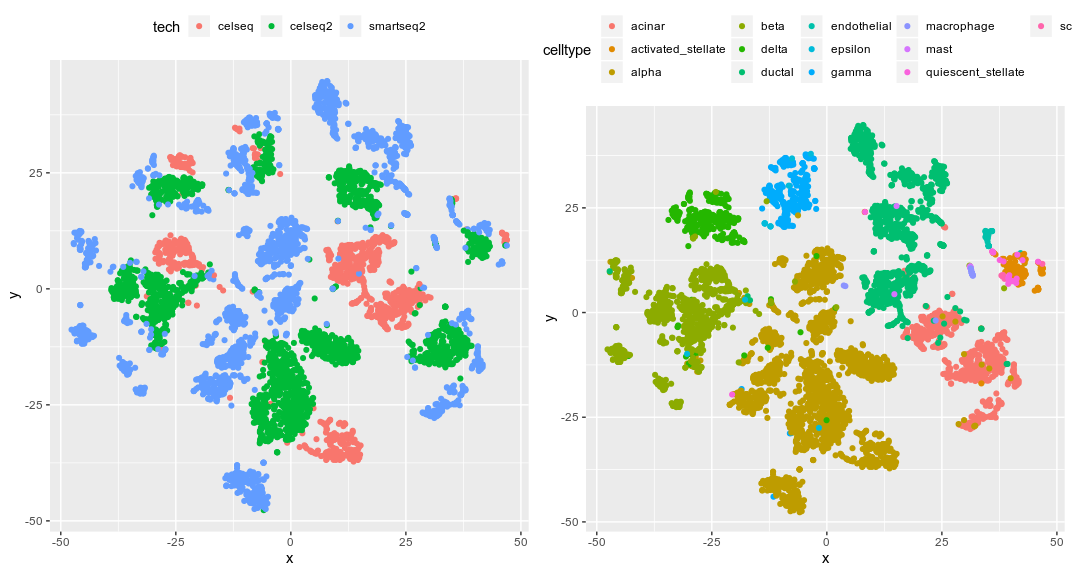 tech celseq celseq2 smartseq2
25
0
-25
-50
-50 -25 0 25 50
x
y
celltype
acinar beta endothelial macrophage sc
activated_stellate delta epsilon mast
alpha ductal gamma quiescent_stellate
25
0
-25
-50
-50 -25 0 25 50
x
y